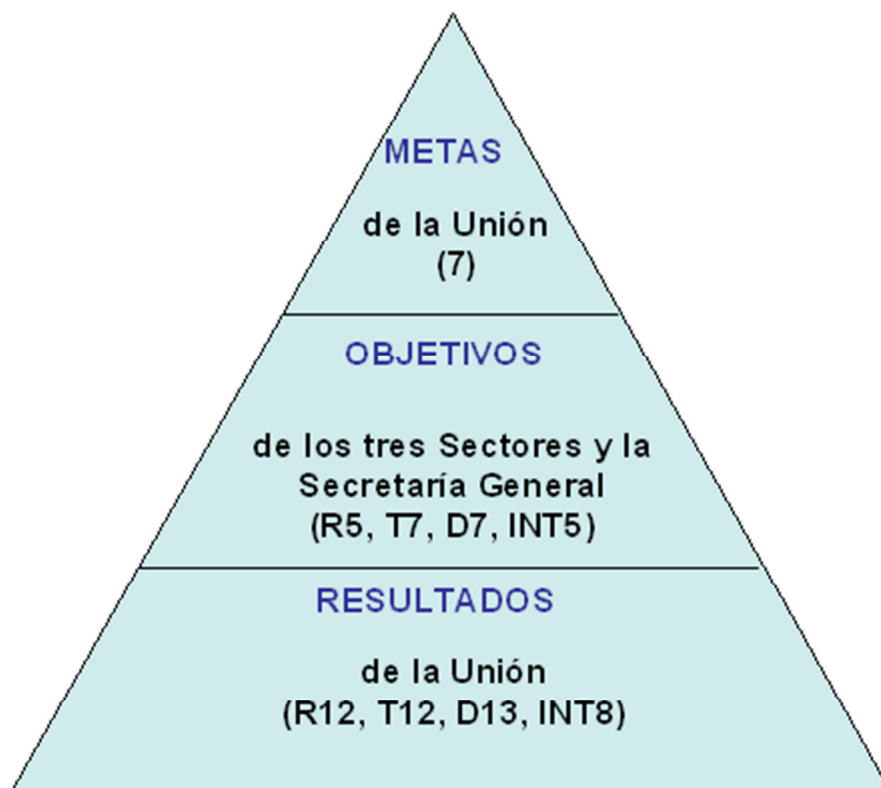 METAS
de la Unión
(7)
OBJETIVOS
de los tres Sectores y la
Secretaría General
(R5, T7, D7, INT5)
RESULTADOS
de la Unión
(R12, T12, D13, INT8)